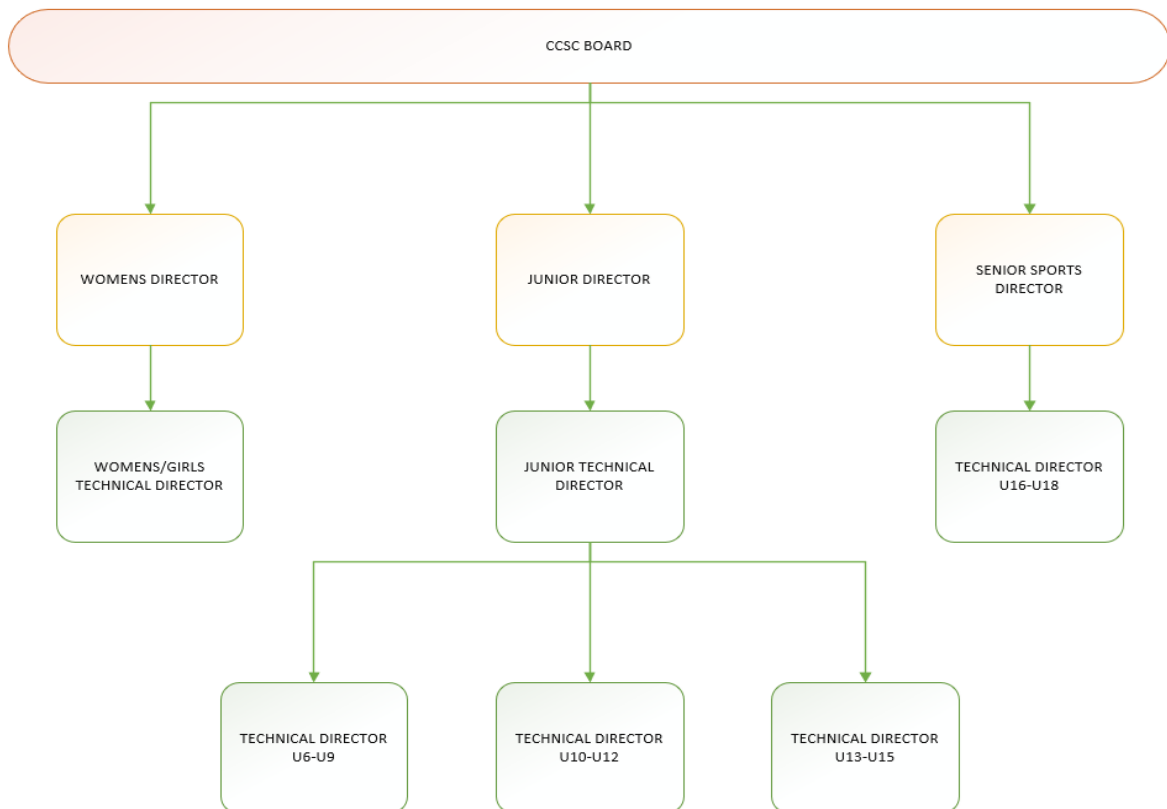 CCSC BOARD
WOMENS DIRECTOR
JUNIOR DIRECTOR
SENIOR SPORTS
DIRECTOR
WOMENS/GIRLS
TECHNICAL DIRECTOR
JUNIOR TECHNICAL
DIRECTOR
TECHNICAL DIRECTOR
U16-U18
TECHNICAL DIRECTOR
U6-U9
TECHNICAL DIRECTOR
U10-U12
TECHNICAL DIRECTOR
U13-U15